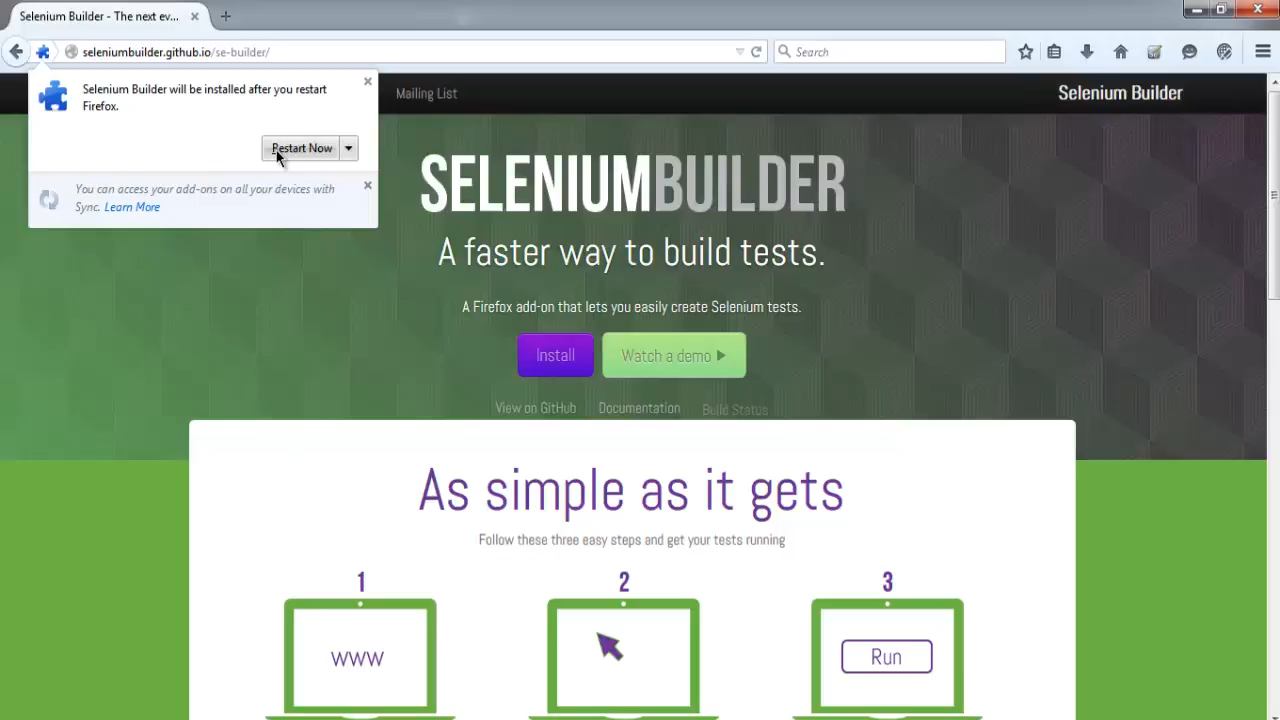 Selenium Builder - The next ev...
seleniumbuilder.github.io/se-builder/
Search
Selenium Builder will be installed after you restart
Firefox.
Restart Now
You can access your add-ons on all your devices with
Sync. Learn More
Mailing List
Selenium Builder
SELENIUMBUILDER
A faster way to build tests.
A Firefox add-on that lets you easily create Selenium tests.
Install
Watch a demo
View on GitHub
Documentation
Build Status
As simple as it gets
Follow these three easy steps and get your tests running
1
2
3
WWW
Run